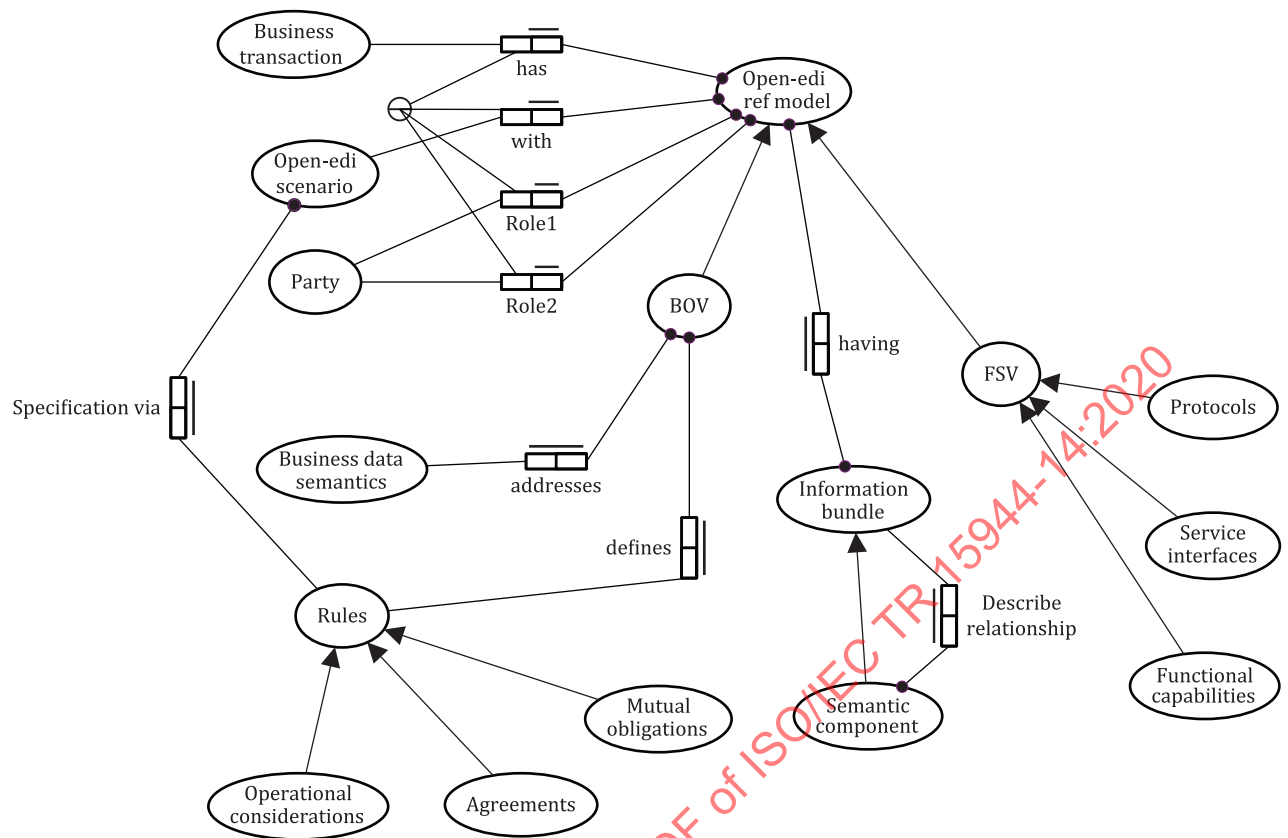 Business
transaction
has
Open-edi
ref model
with
Open-edi
scenario
Role1
Party
Role2
BOV
having
FSV
Protocols
Specification via
Business data
semantics
addresses
Information
bundle
Service
interfaces
defines
Describe
relationship
Rules
Functional
capabilities
Mutual
obligations
Semantic
component
Operational
considerations
Agreements
DF of ISO/IEC TR 15944-14:2020